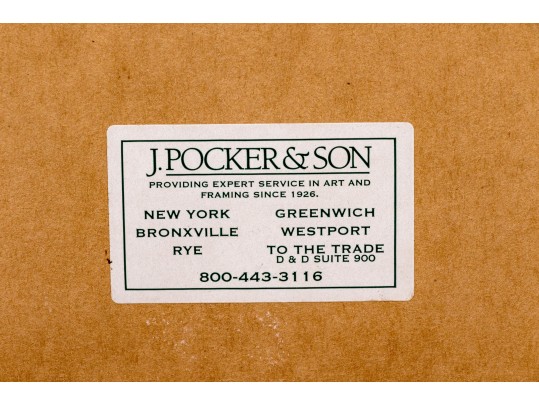 J. POCKER & SON
PROVIDING EXPERT SERVICE IN ART AND
FRAMING SINCE 1926.
NEW YORK GREENWICH
BRONXVILLE WESTPORT
RYE TO THE TRADE
D & D SUITE 900
800-443-3116